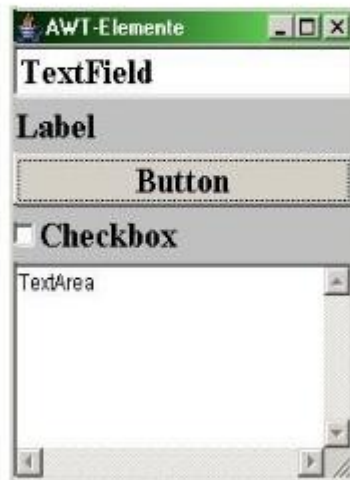 AWT-Elemente
TextField
Label
Button
Checkbox
TextArea